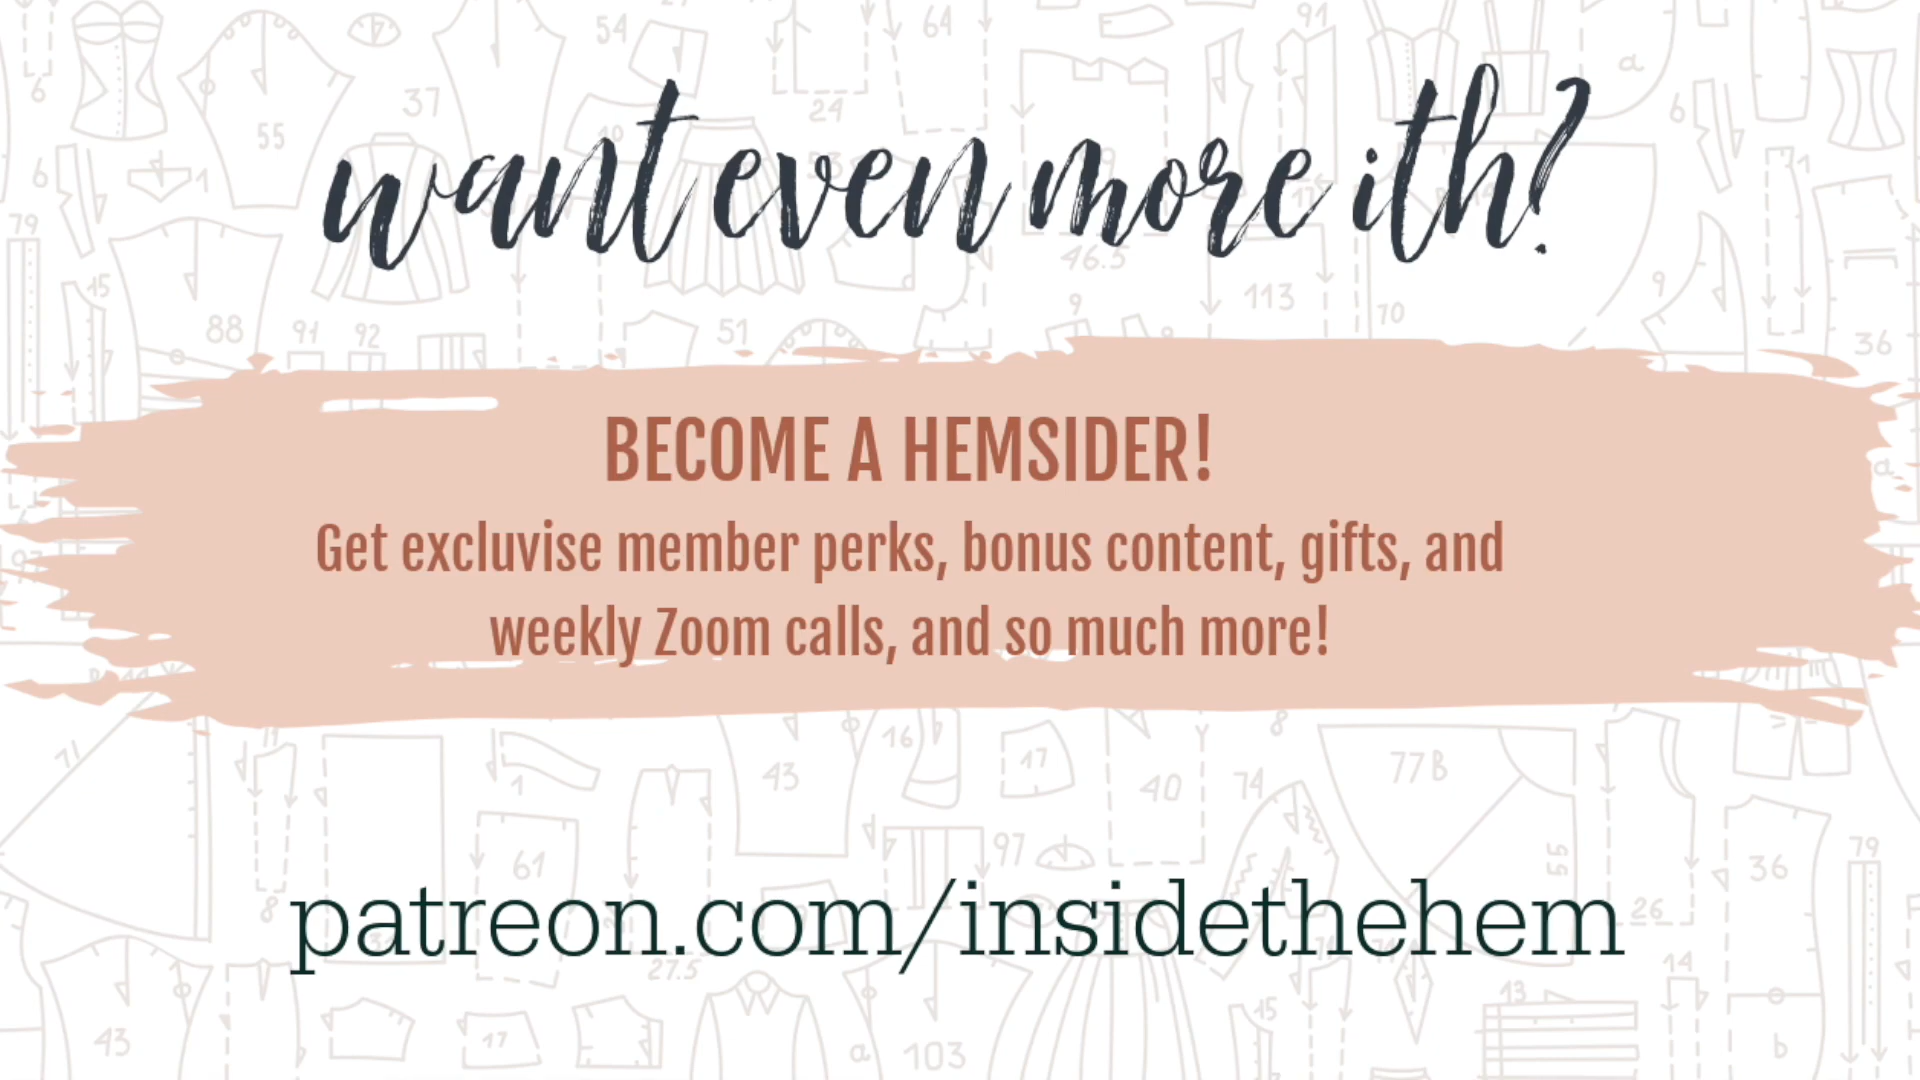 want even more ith?
BECOME A HEMSIDER!
Get excluvise member perks, bonus content, gifts, and
weekly Zoom calls, and so much more!
patreon.com/insidethehem